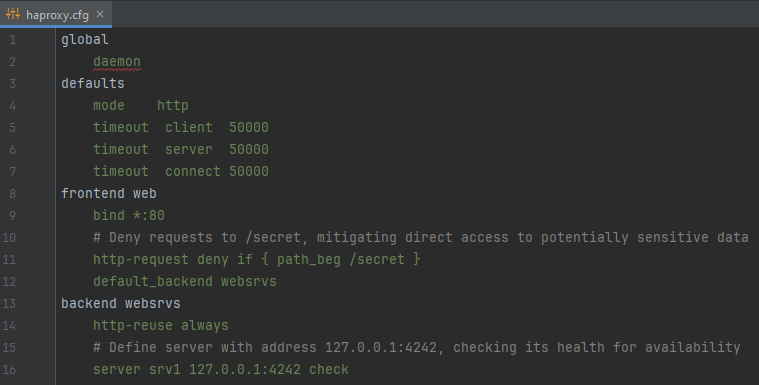 haproxy.cfg
1 global
2     daemon
3 defaults
4     mode    http
5     timeout  client  50000
6     timeout  server  50000
7     timeout  connect 50000
8 frontend web
9     bind *:80
10     # Deny requests to /secret, mitigating direct access to potentially sensitive data
11     http-request deny if { path_beg /secret }
12     default_backend websrvs
13 backend websrvs
14     http-reuse always
15     # Define server with address 127.0.0.1:4242, checking its health for availability
16     server srv1 127.0.0.1:4242 check